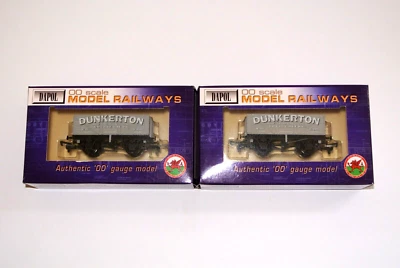 DAPOL
OO scale
MODEL RAILWAYS
DUNKERTON
Authentic 'OO' gauge model
DAPOL
OO scale
MODEL RAILWAYS
DUNKERTON
Authentic 'OO' gauge model